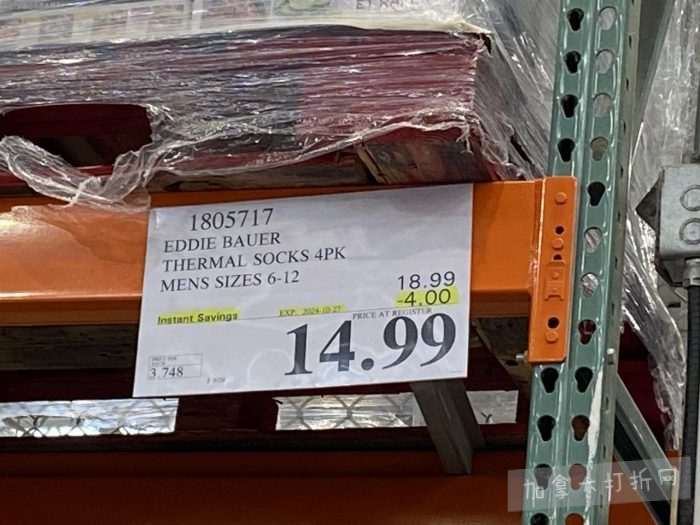 1805717
EDDIE BAUER
THERMAL SOCKS 4PK
MENS SIZES 6-12
18.99
Instant Savings EXP. 2024-10-27 -4.00
PRICE AT REGISTER
14.99
3.748
加拿大打折网